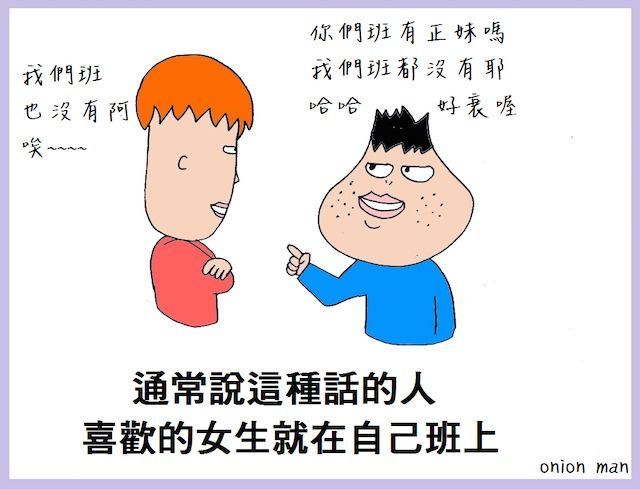 我們班
也沒有阿
唉~~~~
你們班有正妹嗎
我們班都沒有耶
哈哈 好衰喔
通常說這種話的人
喜歡的女生就在自己班上
onion man